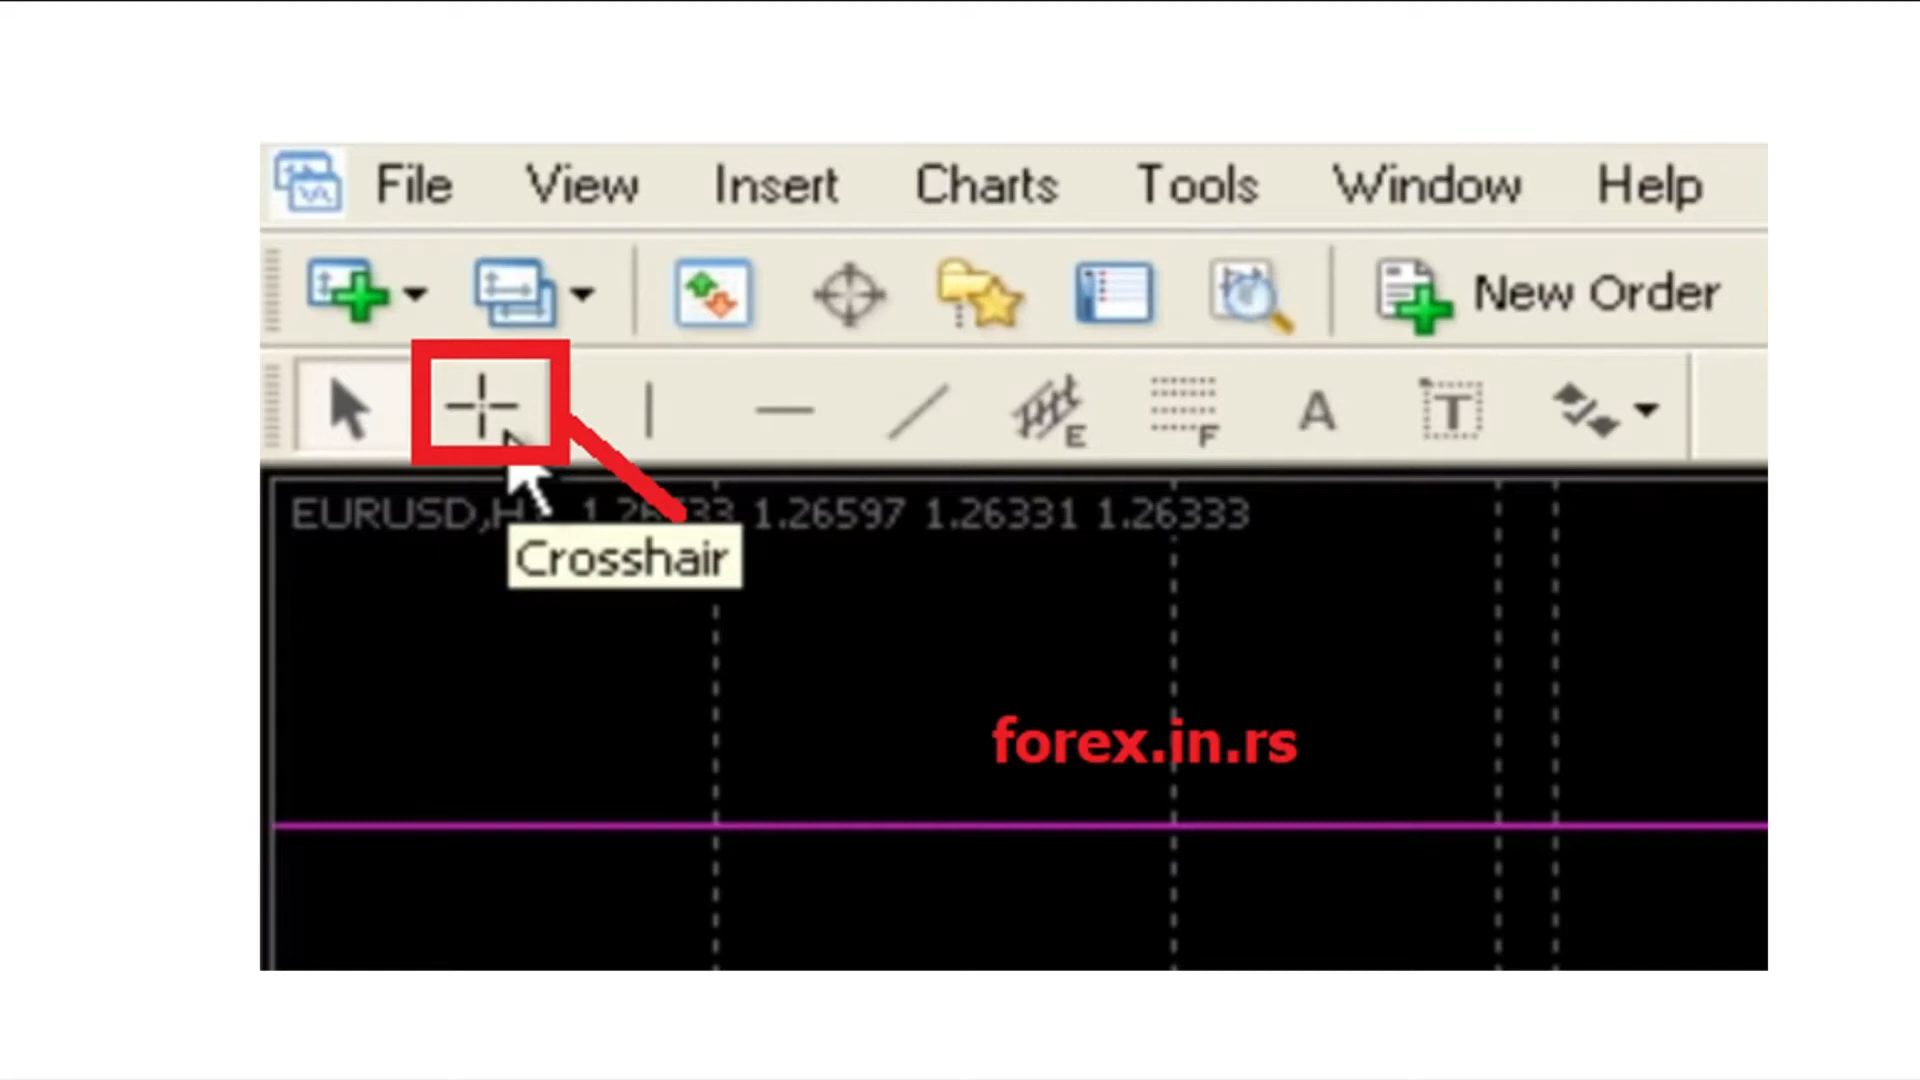 File View Insert Charts Tools Window Help
New Order
E F A T
EURUSD, 1.26597 1.26331 1.26333
Crosshair
forex.in.rs